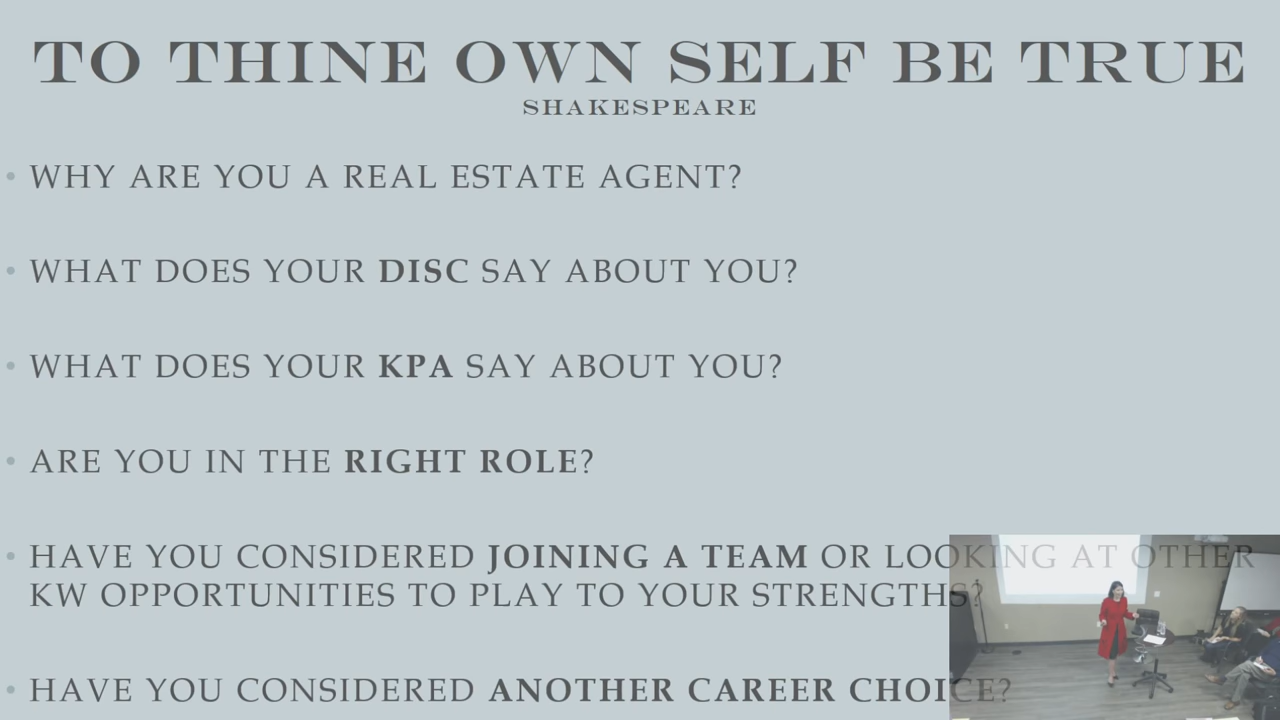 TO THINE OWN SELF BE TRUE
SHAKESPEARE
• WHY ARE YOU A REAL ESTATE AGENT?
• WHAT DOES YOUR DISC SAY ABOUT YOU?
• WHAT DOES YOUR KPA SAY ABOUT YOU?
• ARE YOU IN THE RIGHT ROLE?
• HAVE YOU CONSIDERED JOINING A TEAM OR LOOKING AT OTHER
KW OPPORTUNITIES TO PLAY TO YOUR STRENGTHS?
• HAVE YOU CONSIDERED ANOTHER CAREER CHOICE?